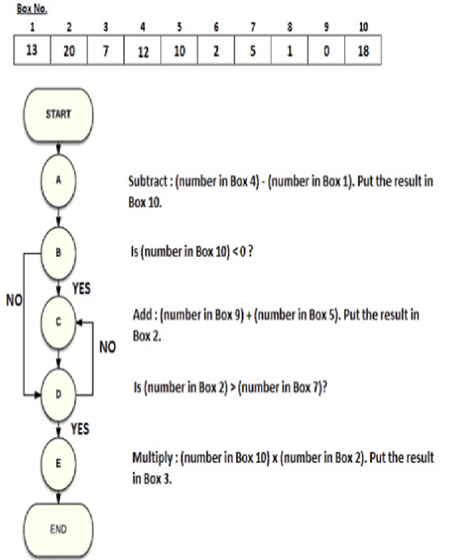 Box No.
1 2 3 4 5 6 7 8 9 10
13 20 7 12 10 2 5 1 0 18
START
A
Subtract : (number in Box 4) - (number in Box 1). Put the result in
Box 10.
B
Is (number in Box 10) <0 ?
YES
NO
C
Add : (number in Box 9) + (number in Box 5). Put the result in
Box 2.
NO
D
Is (number in Box 2) > (number in Box 7)?
YES
E
Multiply : (number in Box 10) x (number in Box 2). Put the result
in Box 3.
END